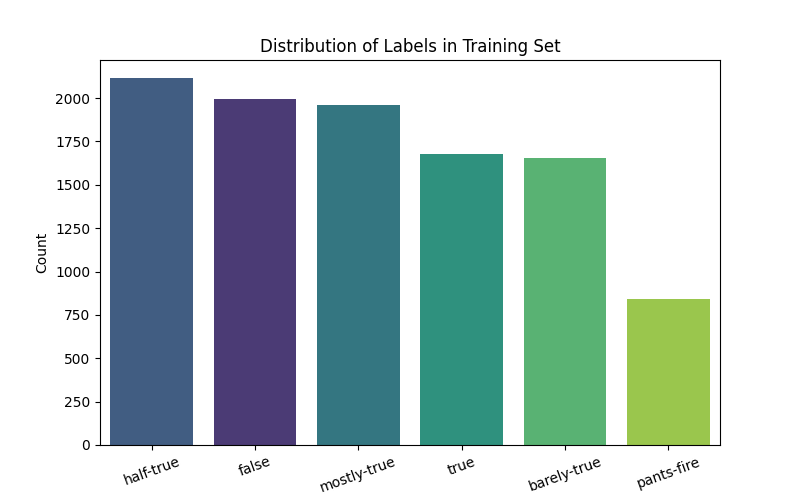 Distribution of Labels in Training Set
Count
2000
1750
1500
1250
1000
750
500
250
0
half-true
false
mostly-true
true
barely-true
pants-fire